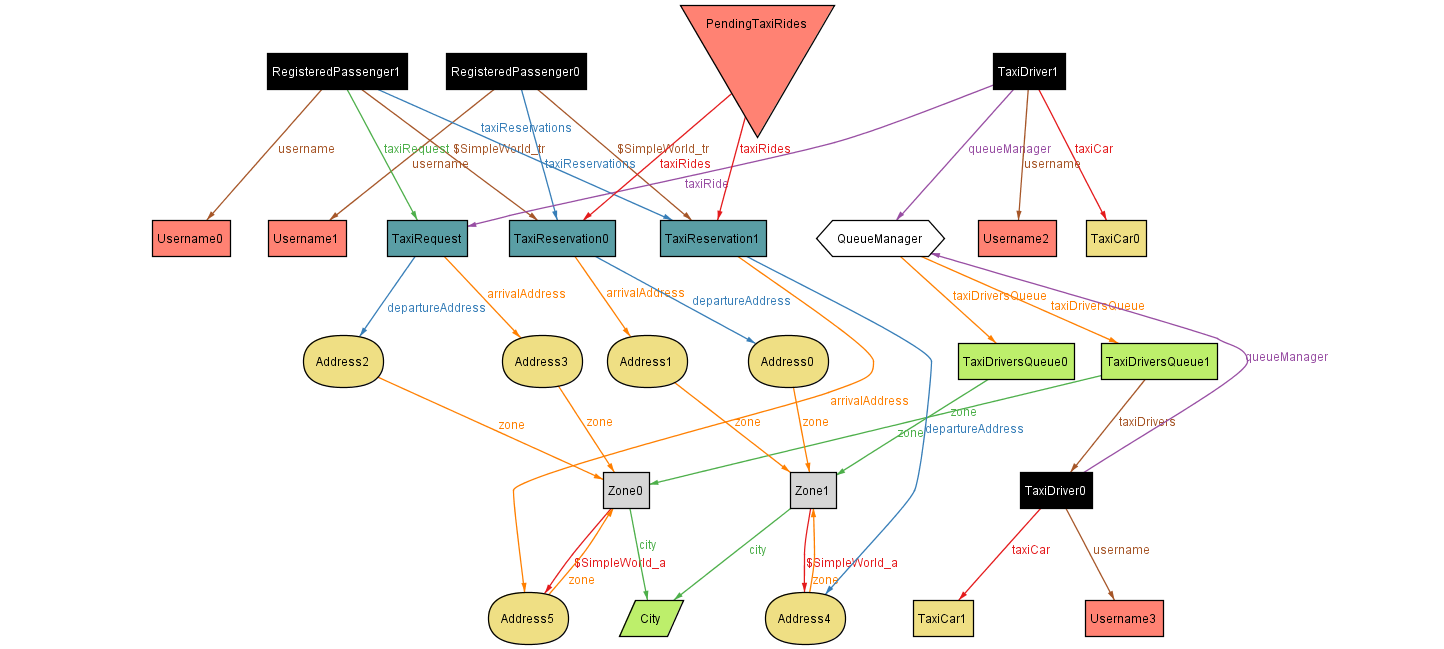 PendingTaxiRides
RegisteredPassenger1
RegisteredPassenger0
TaxiDriver1
taxiReservations
username
taxiRequest
$SimpleWorld_tr
$SimpleWorld_tr
taxiRides
queueManager
taxiCar
username
taxiReservations
taxiRides
username
taxiRide
Username0
Username1
TaxiRequest
TaxiReservation0
TaxiReservation1
QueueManager
Username2
TaxiCar0
arrivalAddress
arrivalAddress
taxiDriversQueue
departureAddress
departureAddress
taxiDriversQueue
queueManager
Address2
Address3
Address1
Address0
TaxiDriversQueue0
TaxiDriversQueue1
arrivalAddress
zone
zone
zone
zone
zone
taxiDrivers
departureAddress
zone
Zone0
Zone1
TaxiDriver0
city
city
taxiCar
username
$SimpleWorld_a
$SimpleWorld_a
zone
zone
Address5
City
Address4
TaxiCar1
Username3